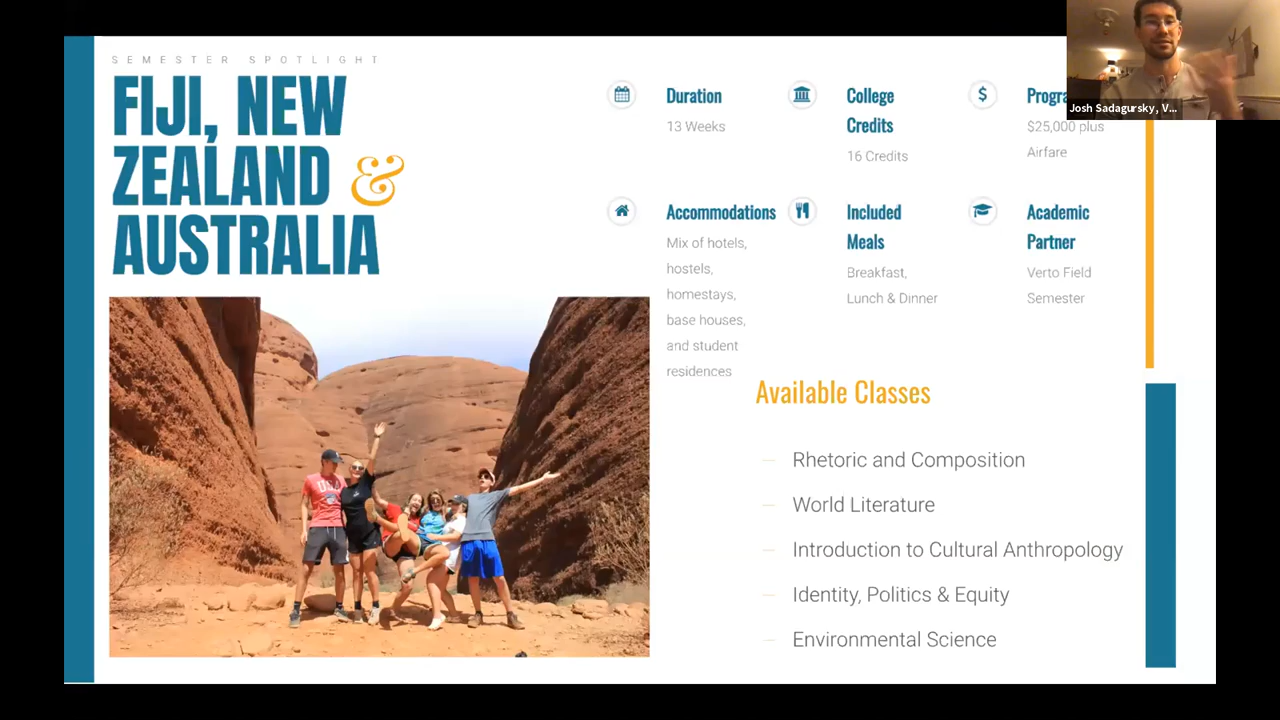 SEMESTER SPOTLIGHT
FIJI, NEW
ZEALAND &
AUSTRALIA
Duration
13 Weeks
College
Credits
16 Credits
$25,000 plus
Airfare
Accommodations
Mix of hotels,
hostels,
homestays,
base houses,
and student
residences
Included
Meals
Breakfast,
Lunch & Dinner
Academic
Partner
Verto Field
Semester
Available Classes
— Rhetoric and Composition
— World Literature
— Introduction to Cultural Anthropology
— Identity, Politics & Equity
— Environmental Science
Josh Sadagursky, V...